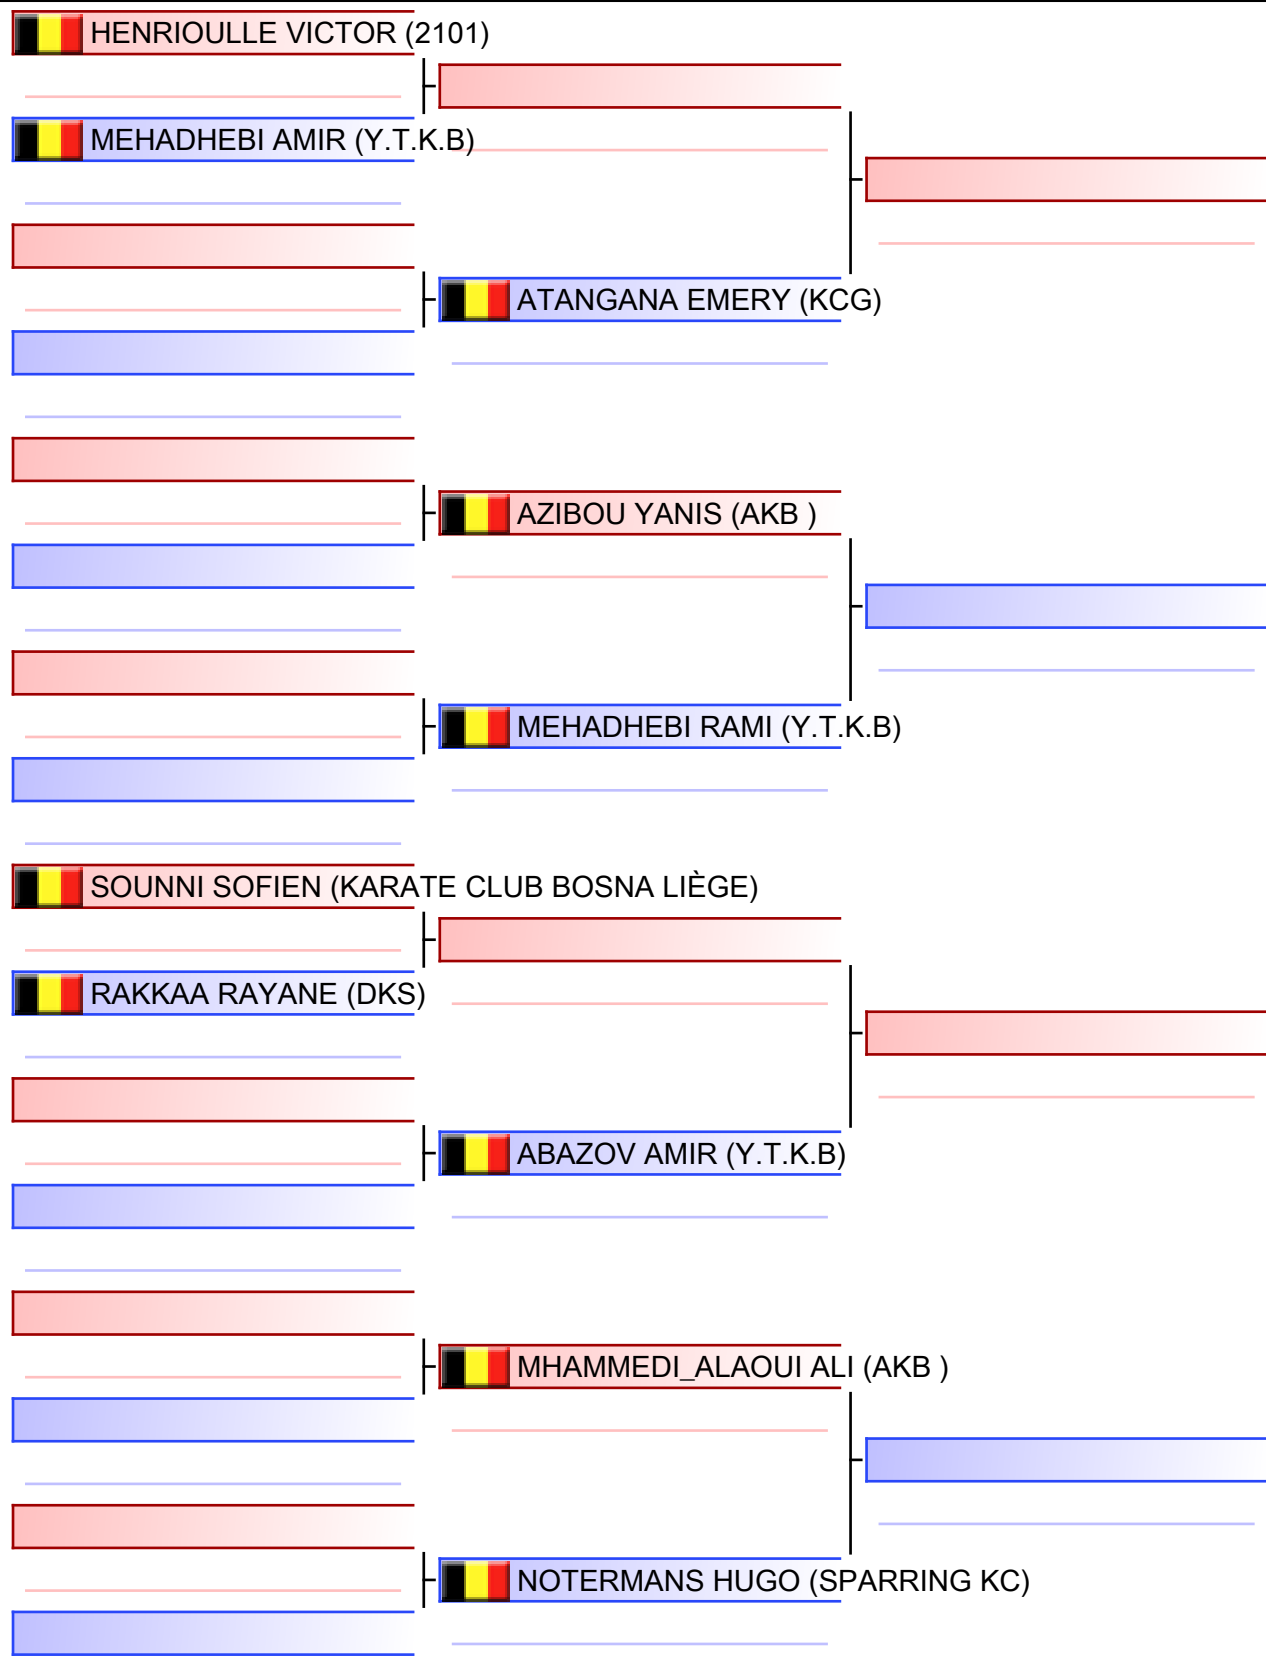 HENRIOULLE VICTOR (2101)
MEHADHEBI AMIR (Y.T.K.B)
ATANGANA EMERY (KCG)
AZIBOU YANIS (AKB )
MEHADHEBI RAMI (Y.T.K.B)
SOUNNI SOFIEN (KARATE CLUB BOSNA LIÈGE)
RAKKAA RAYANE (DKS)
ABAZOV AMIR (Y.T.K.B)
MHAMMEDI_ALAOUI ALI (AKB )
NOTERMANS HUGO (SPARRING KC)